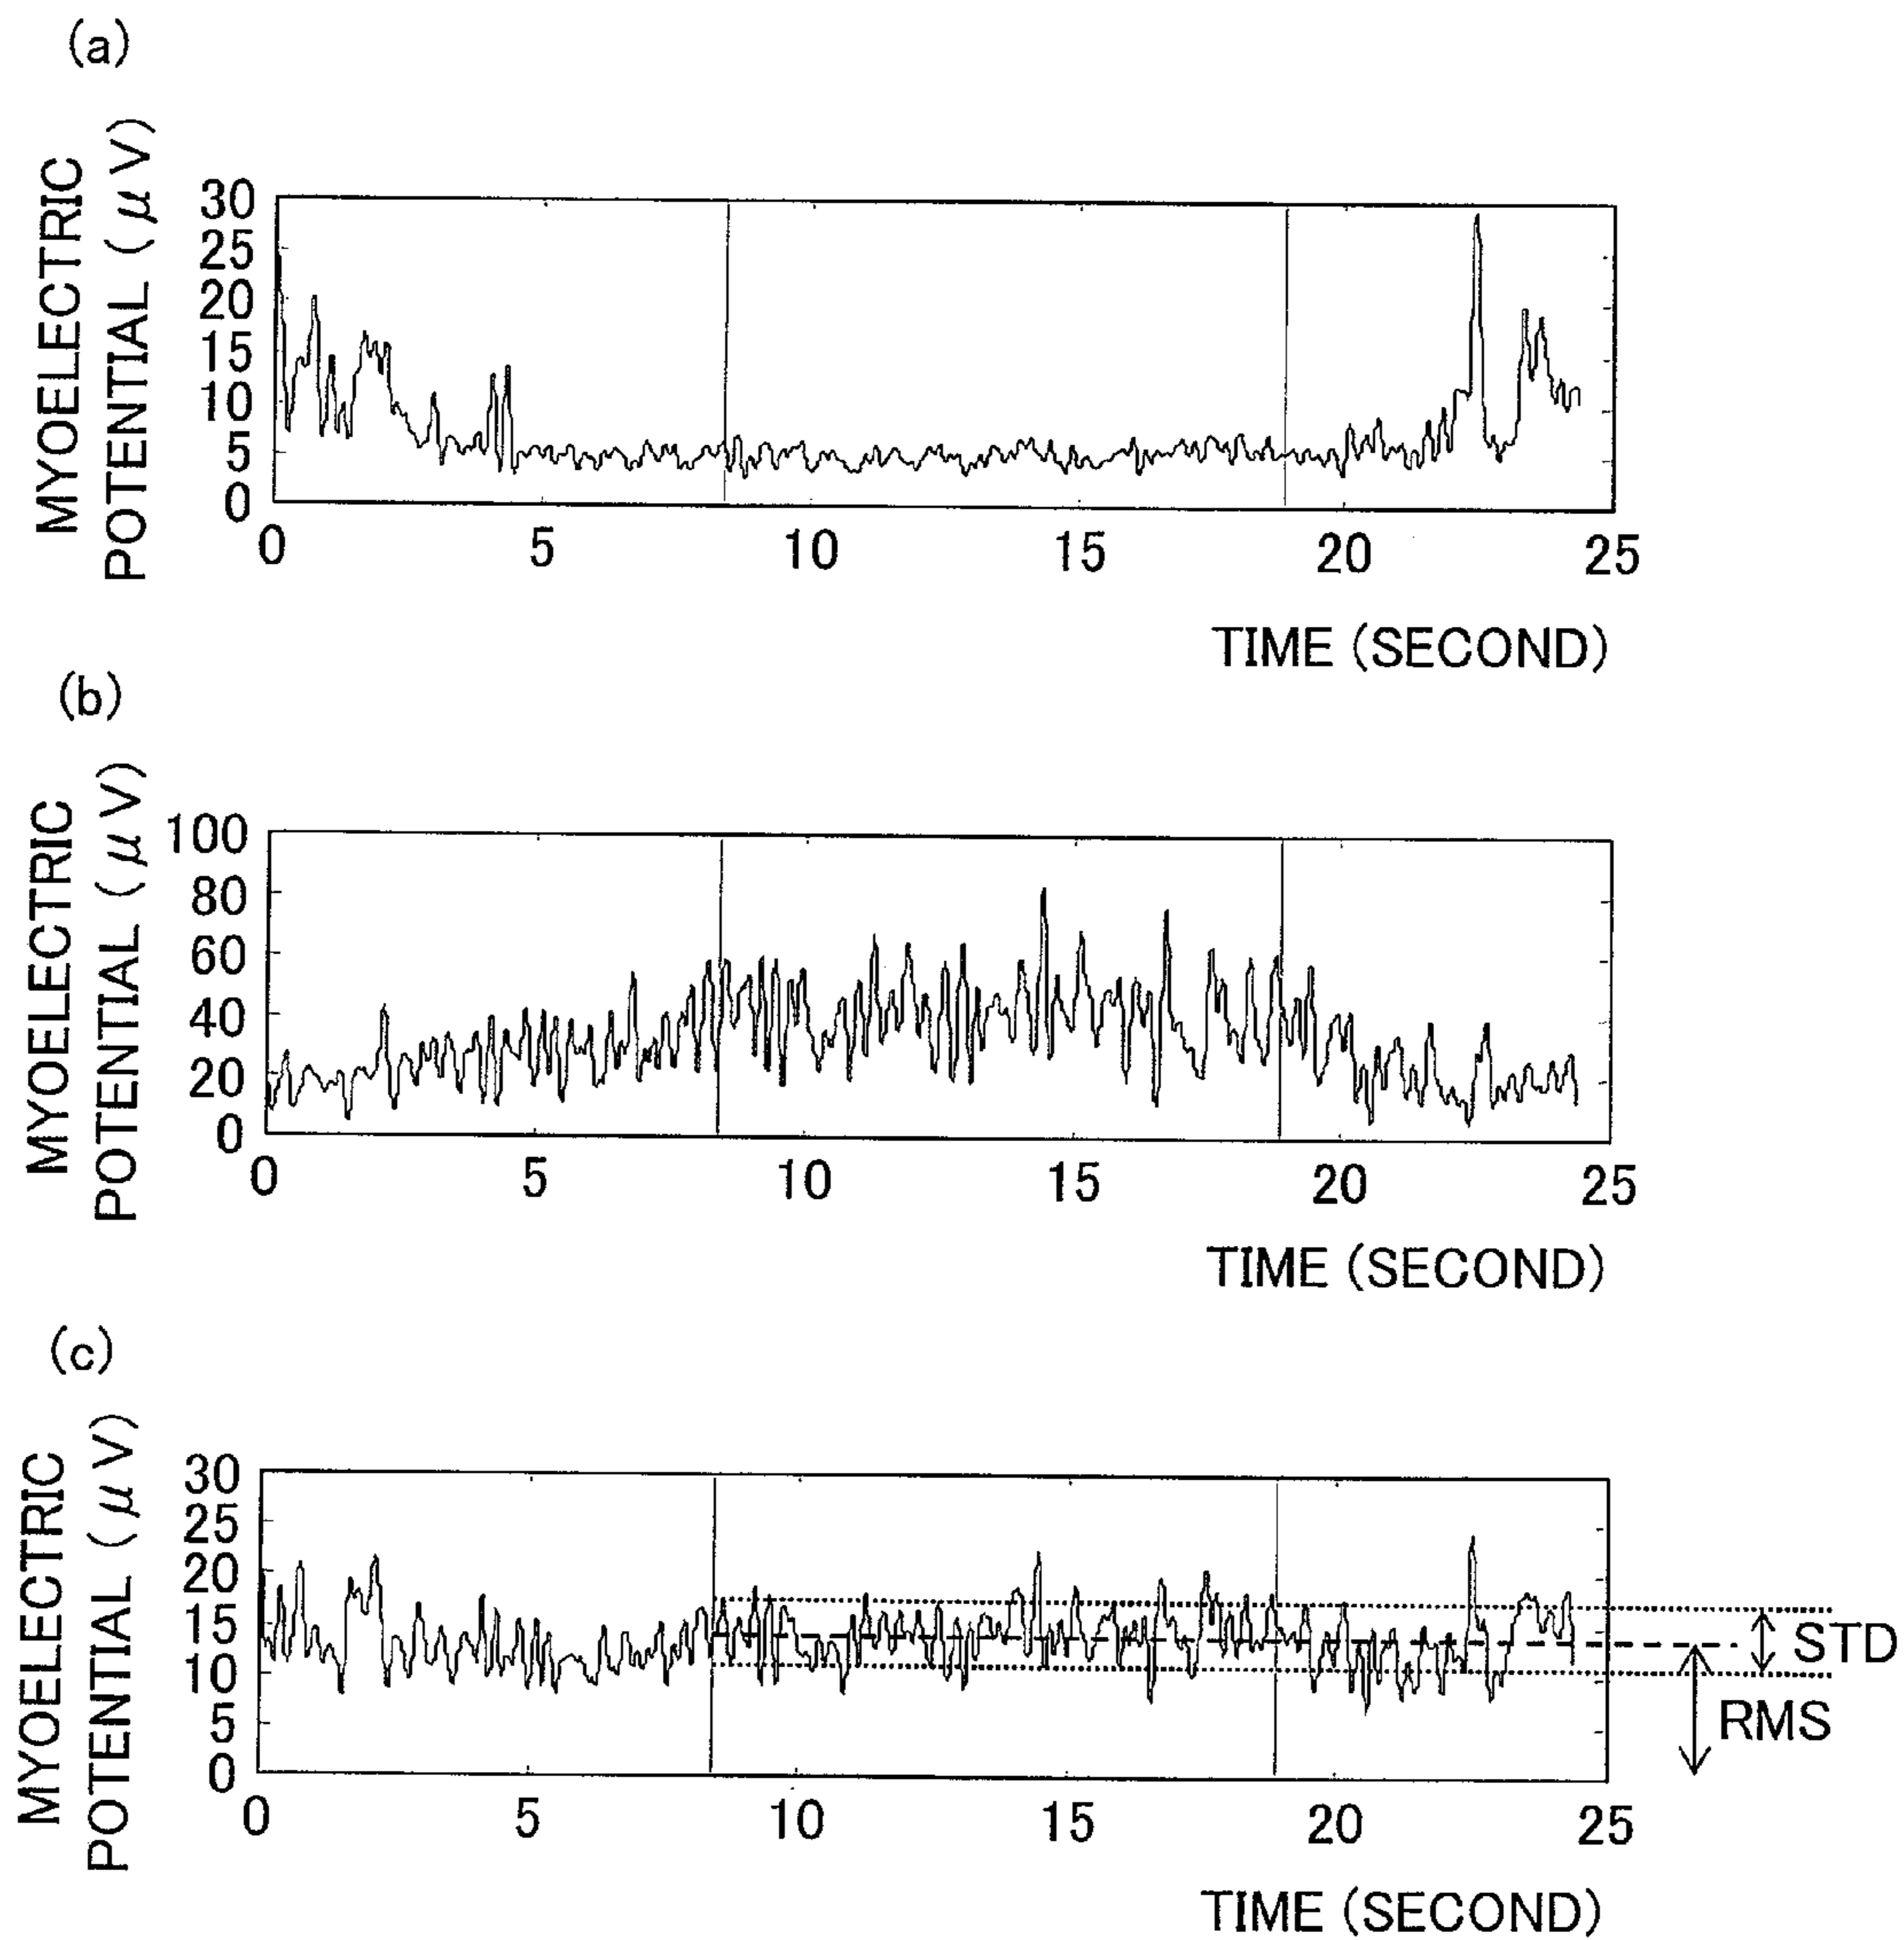 (a)
MYOELECTRIC
POTENTIAL (μV)
30
25
20
15
10
5
0
0 5 10 15 20 25
TIME (SECOND)
(b)
MYOELECTRIC
POTENTIAL (μV)
100
80
60
40
20
0
0 5 10 15 20 25
TIME (SECOND)
(c)
MYOELECTRIC
POTENTIAL (μV)
30
25
20
15
10
5
0
STD
RMS
0 5 10 15 20 25
TIME (SECOND)